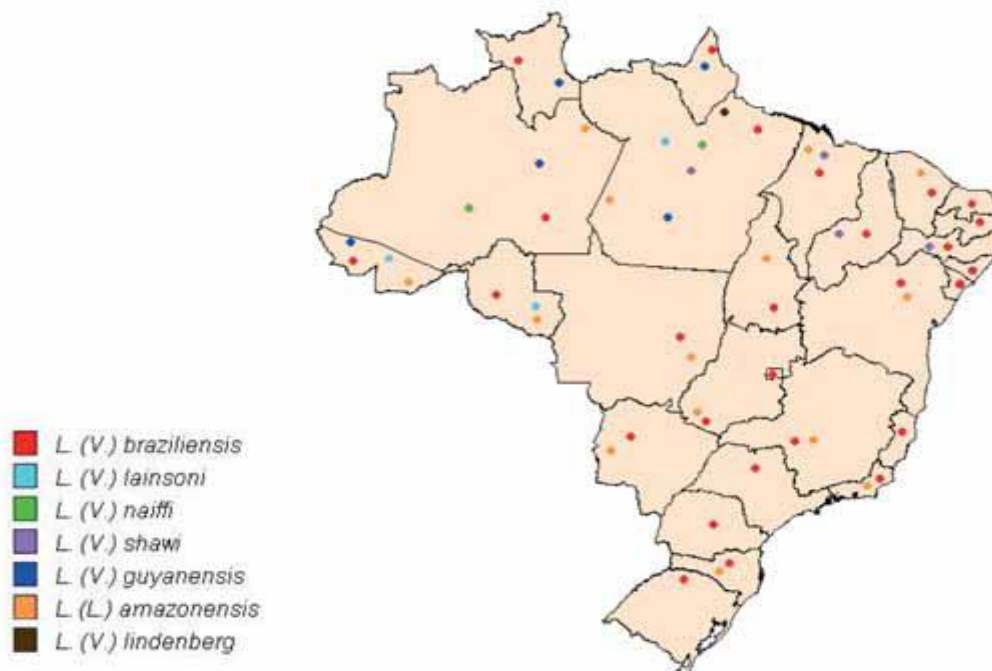 L. (V.) braziliensis
L. (V.) lainsoni
L. (V.) naiffi
L. (V.) shawi
L. (V.) guyanensis
L. (L.) amazonensis
L. (V.) lindenberg